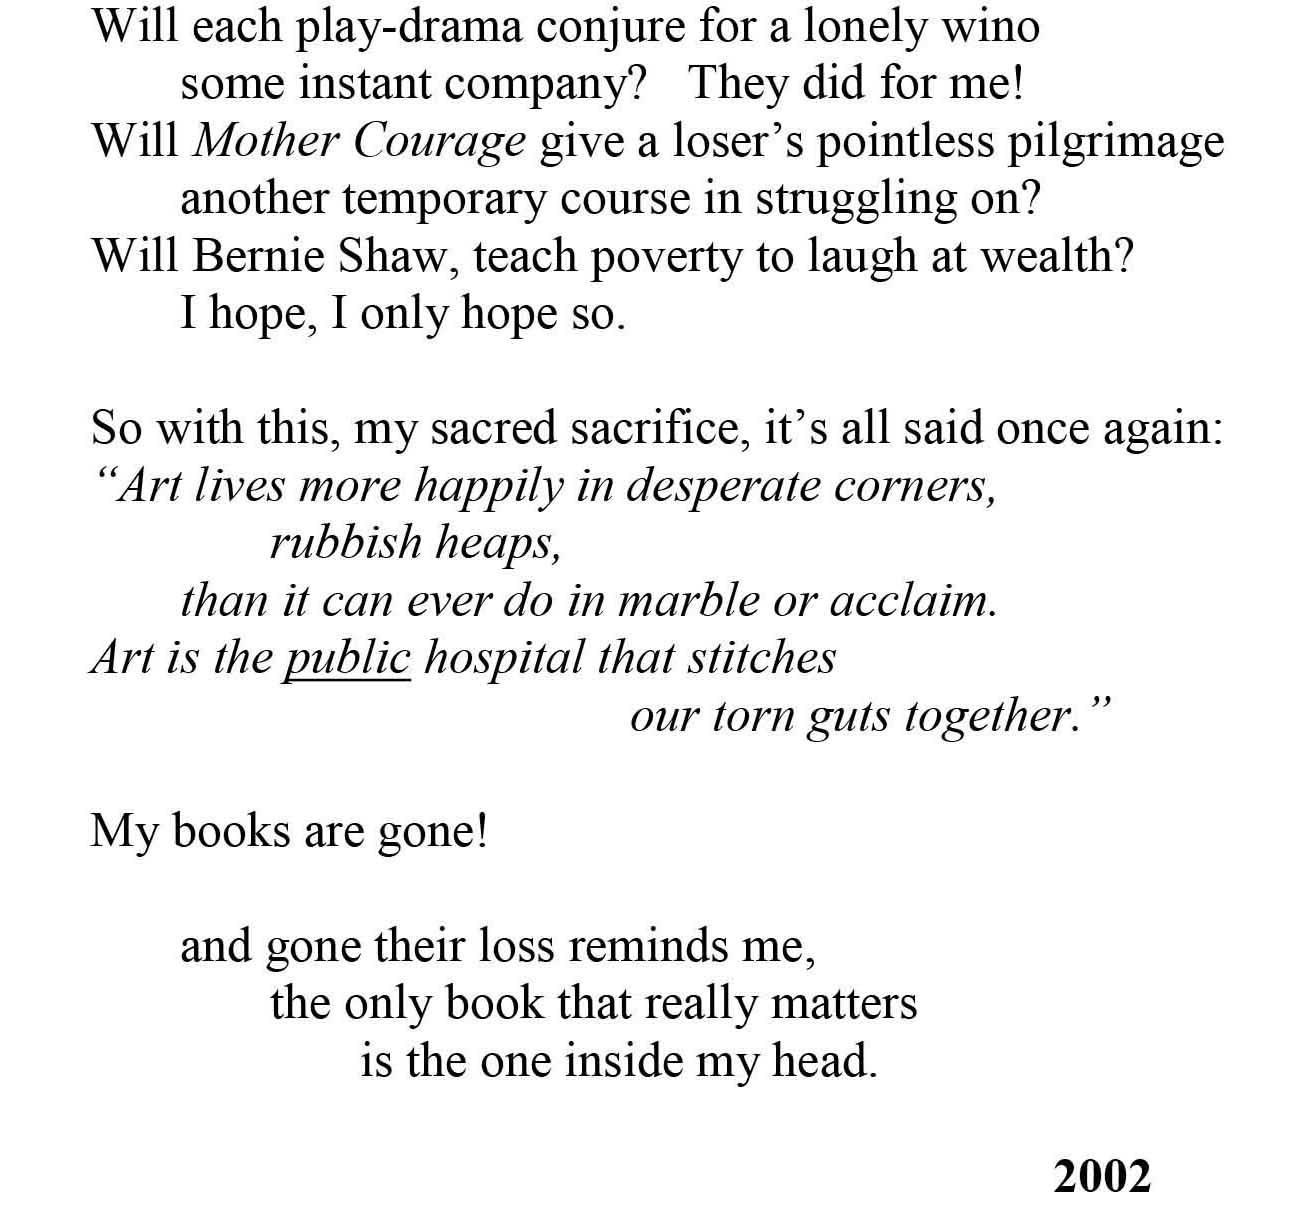 Will each play-drama conjure for a lonely wino
some instant company?   They did for me!
Will Mother Courage give a loser’s pointless pilgrimage
another temporary course in struggling on?
Will Bernie Shaw, teach poverty to laugh at wealth?
I hope, I only hope so.
So with this, my sacred sacrifice, it’s all said once again:
“Art lives more happily in desperate corners,
rubbish heaps,
than it can ever do in marble or acclaim.
Art is the public hospital that stitches
our torn guts together.”
My books are gone!
and gone their loss reminds me,
the only book that really matters
is the one inside my head.
2002